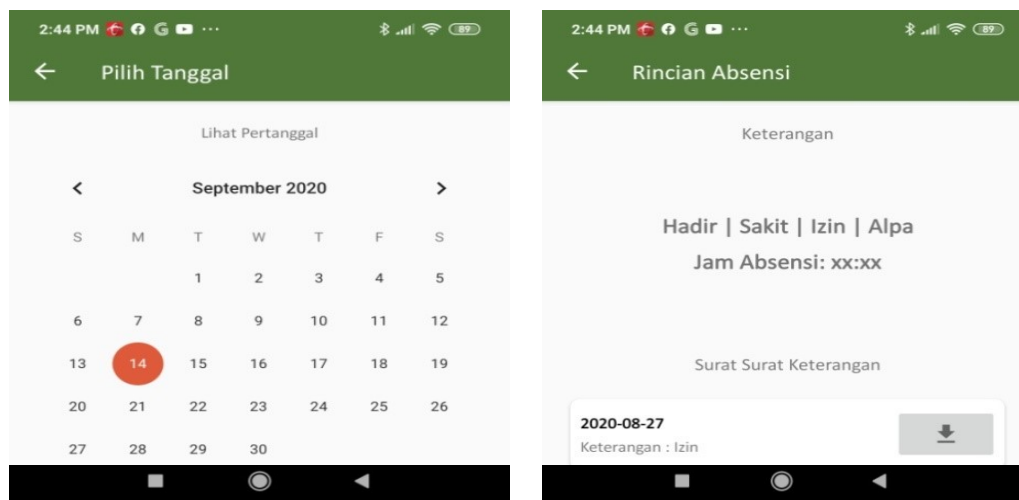 2:44 PM G 89
Pilih Tanggal
Lihat Pertanggal
September 2020
S M T W T F S
1 2 3 4 5
6 7 8 9 10 11 12
13 14 15 16 17 18 19
20 21 22 23 24 25 26
27 28 29 30
2:44 PM G 89
Rincian Absensi
Keterangan
Hadir | Sakit | Izin | Alpa
Jam Absensi: xx:xx
Surat Surat Keterangan
2020-08-27
Keterangan : Izin